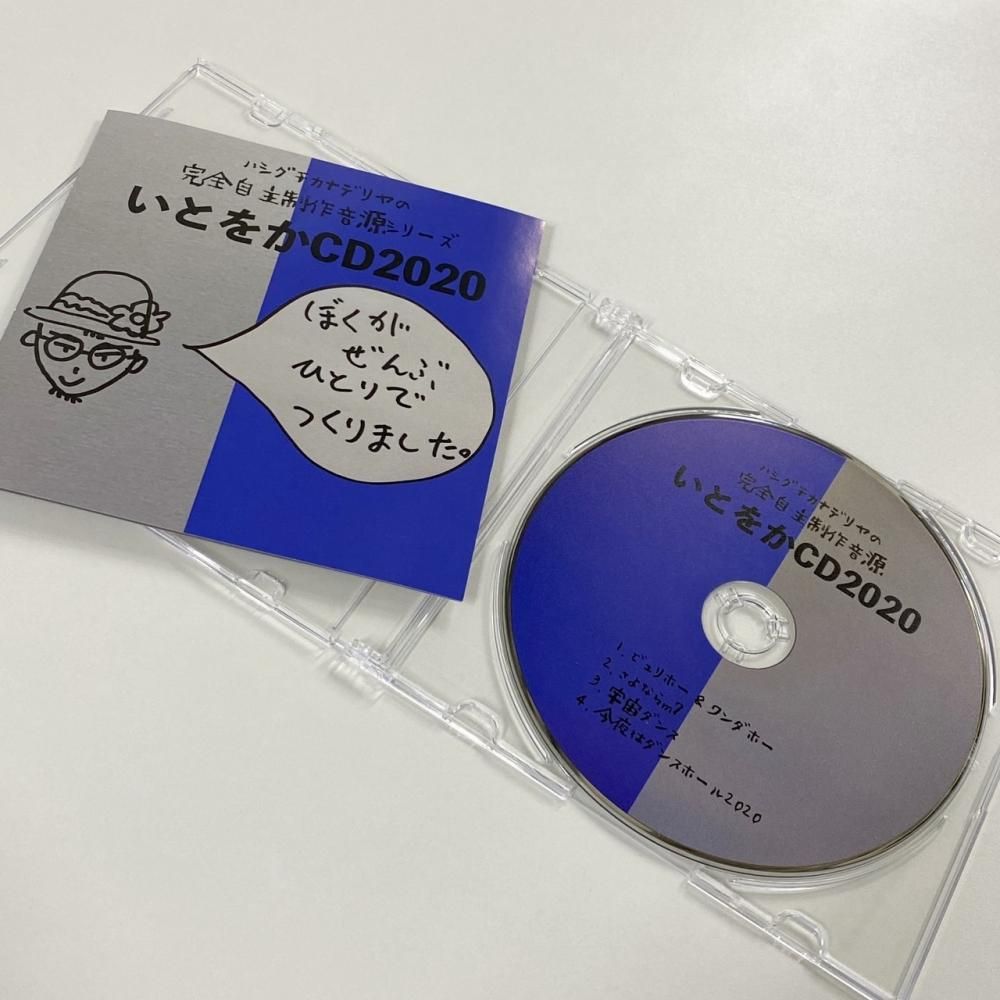 ハシグチカナデリヤの
完全自主制作音源シリーズ
いとをかCD2020
ぼくが
ぜんぶ
ひとりで
つくりました。
ハシグチカナデリヤの
完全自主制作音源
いとをかCD2020
1. ビュリホー & ワンダホー
2. さよならm7
3. 宇宙ダンス
4. 今夜はダンスホール2020